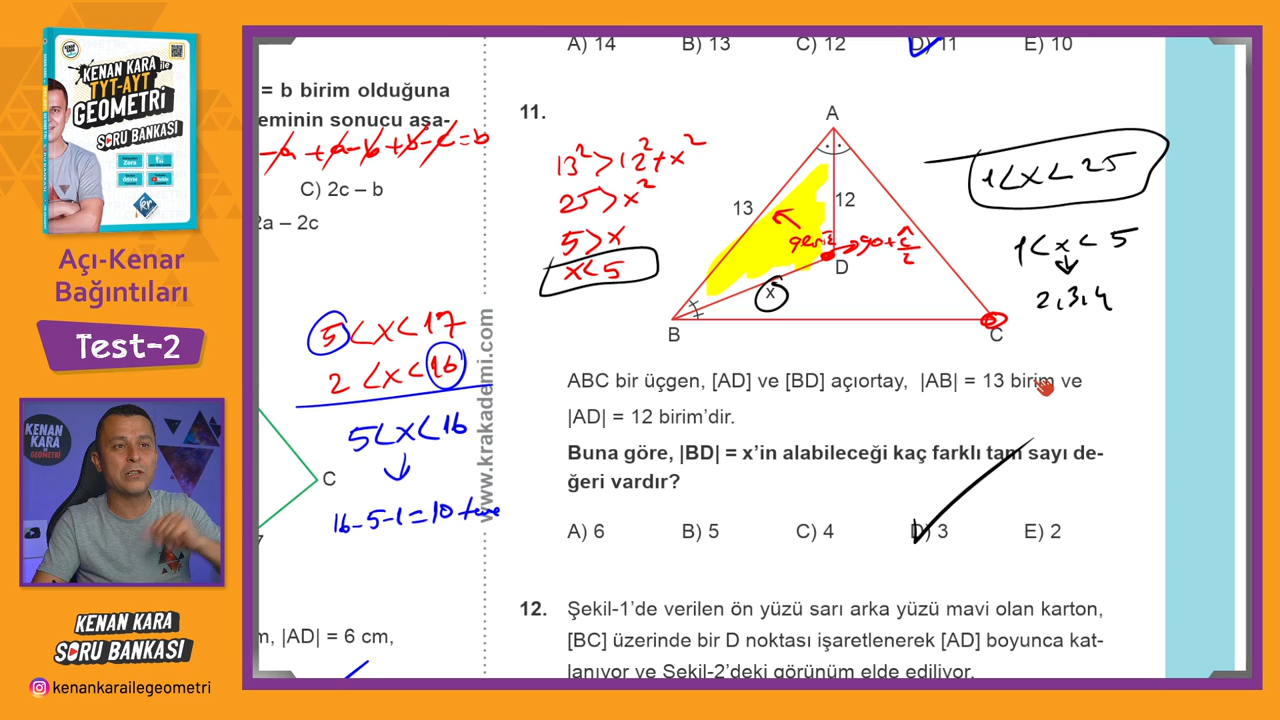 KENAN KARA ile
TYT-AYT
GEOMETRİ
SORU BANKASI
Açı-Kenar
Bağıntıları
Test-2
KENAN
KARA
GEOMETRİ
KENAN KARA
SORU BANKASI
kenankarailegeometri
= b birim olduğuna
eminin sonucu aşa-
-a + a - b + b - c = b
C) 2c – b
2a – 2c
5 < x < 17
2 < x < 16
5 < x < 16
16 - 5 - 1 = 10 tane
C
m, |AD| = 6 cm,
www.krakademi.com
A) 14 B) 13 C) 12 D) 11 E) 10
11.
13² > 12² + x²
25 > x²
5 > x
x < 5
A
13
12
geniş
90 + ĉ/2
D
x
B
C
1 < x < 25
1 < x < 5
2, 3, 4
ABC bir üçgen, [AD] ve [BD] açıortay, |AB| = 13 birim ve
|AD| = 12 birim'dir.
Buna göre, |BD| = x'in alabileceği kaç farklı tam sayı de-
ğeri vardır?
A) 6 B) 5 C) 4 D) 3 E) 2
12. Şekil-1'de verilen ön yüzü sarı arka yüzü mavi olan karton,
[BC] üzerinde bir D noktası işaretlenerek [AD] boyunca kat-
lanıyor ve Şekil-2'deki görünüm elde ediliyor.